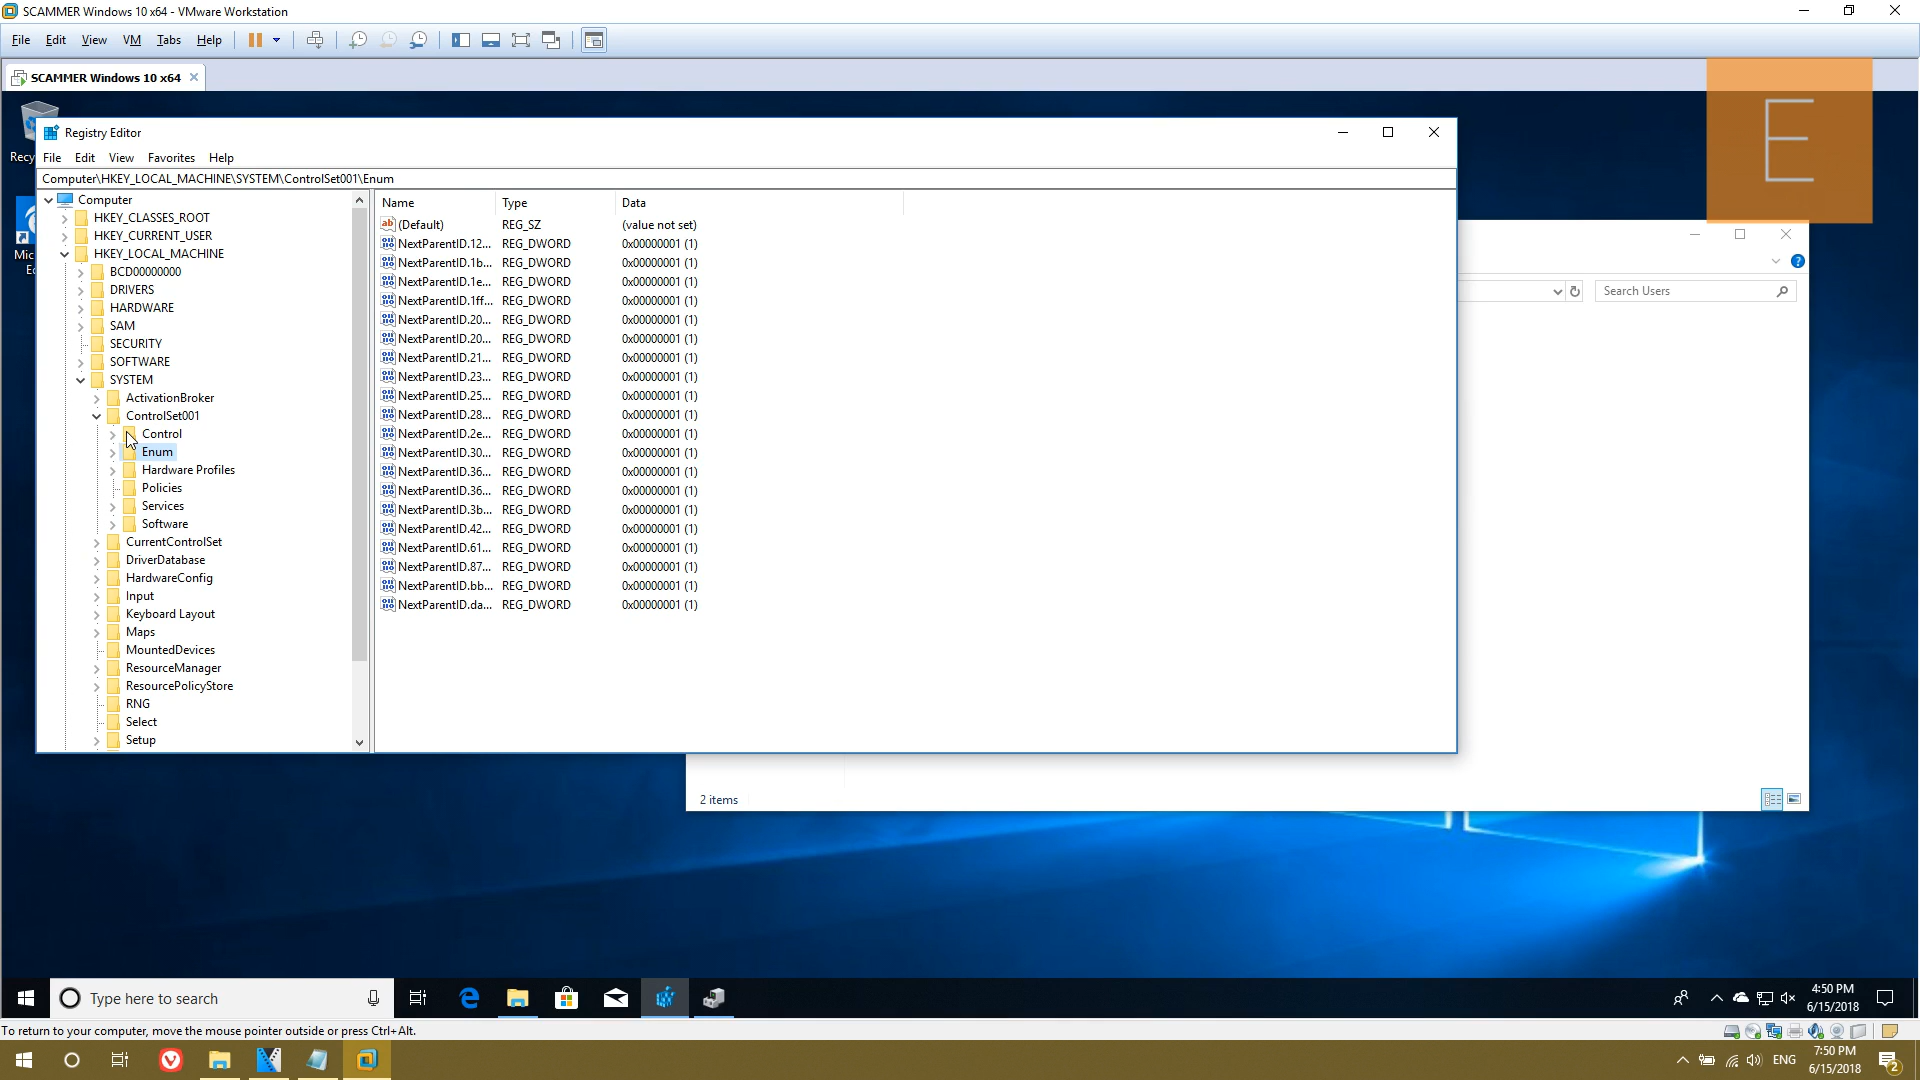 SCAMMER Windows 10 x64 - VMware Workstation
File Edit View VM Tabs Help
SCAMMER Windows 10 x64
E
Registry Editor
File Edit View Favorites Help
Computer\HKEY_LOCAL_MACHINE\SYSTEM\ControlSet001\Enum
Computer
HKEY_CLASSES_ROOT
HKEY_CURRENT_USER
HKEY_LOCAL_MACHINE
BCD00000000
DRIVERS
HARDWARE
SAM
SECURITY
SOFTWARE
SYSTEM
ActivationBroker
ControlSet001
Control
Enum
Hardware Profiles
Policies
Services
Software
CurrentControlSet
DriverDatabase
HardwareConfig
Input
Keyboard Layout
Maps
MountedDevices
ResourceManager
ResourcePolicyStore
RNG
Select
Setup
Name Type Data
(Default) REG_SZ (value not set)
NextParentID.12... REG_DWORD 0x00000001 (1)
NextParentID.1b... REG_DWORD 0x00000001 (1)
NextParentID.1e... REG_DWORD 0x00000001 (1)
NextParentID.1ff... REG_DWORD 0x00000001 (1)
NextParentID.20... REG_DWORD 0x00000001 (1)
NextParentID.20... REG_DWORD 0x00000001 (1)
NextParentID.21... REG_DWORD 0x00000001 (1)
NextParentID.23... REG_DWORD 0x00000001 (1)
NextParentID.25... REG_DWORD 0x00000001 (1)
NextParentID.28... REG_DWORD 0x00000001 (1)
NextParentID.2e... REG_DWORD 0x00000001 (1)
NextParentID.30... REG_DWORD 0x00000001 (1)
NextParentID.36... REG_DWORD 0x00000001 (1)
NextParentID.36... REG_DWORD 0x00000001 (1)
NextParentID.3b... REG_DWORD 0x00000001 (1)
NextParentID.42... REG_DWORD 0x00000001 (1)
NextParentID.61... REG_DWORD 0x00000001 (1)
NextParentID.87... REG_DWORD 0x00000001 (1)
NextParentID.bb... REG_DWORD 0x00000001 (1)
NextParentID.da... REG_DWORD 0x00000001 (1)
Recy
Mic
E
Search Users
2 items
Type here to search
4:50 PM
6/15/2018
To return to your computer, move the mouse pointer outside or press Ctrl+Alt.
ENG
7:50 PM
6/15/2018
2